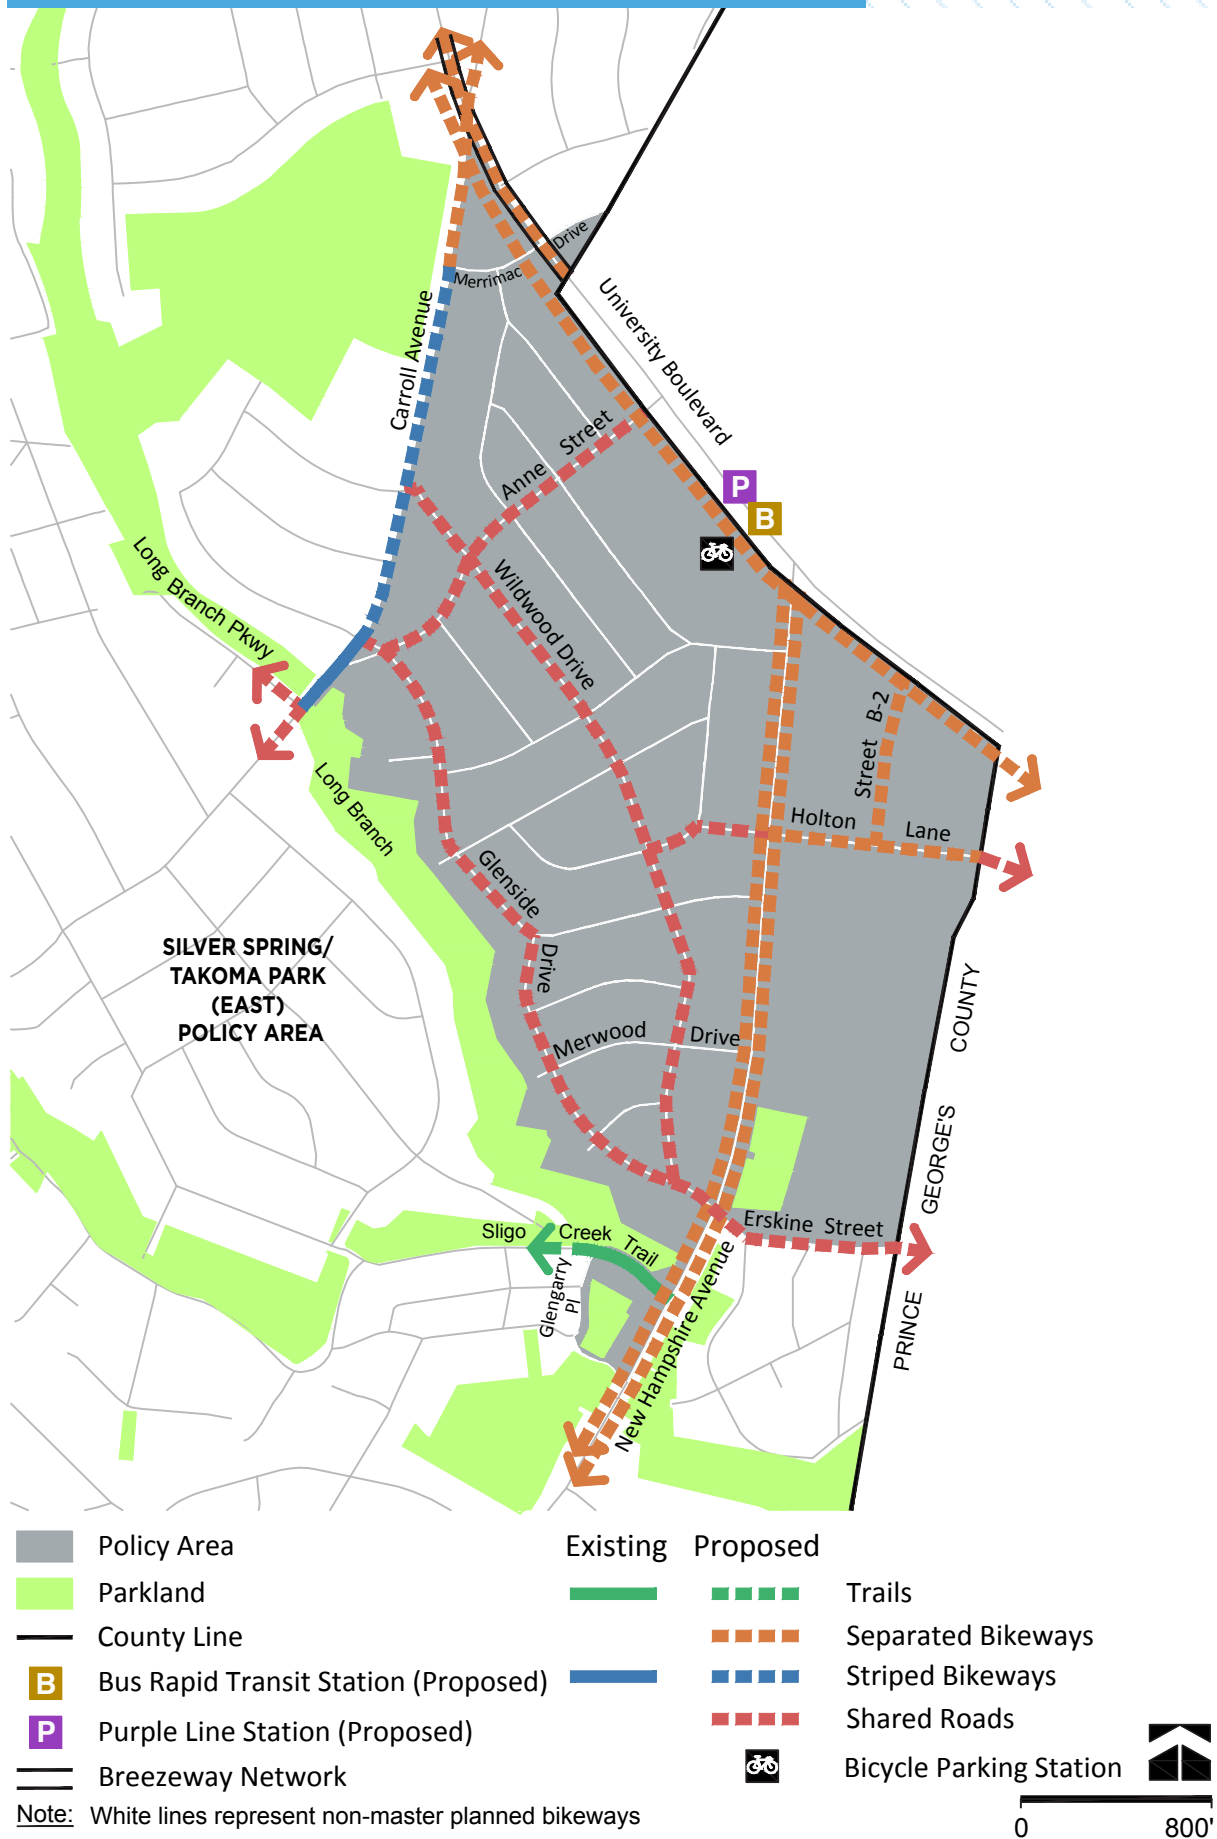 Merrimac Drive
University Boulevard
Carroll Avenue
Anne Street
P
B
Long Branch Pkwy
Wildwood Drive
Street B-2
Long Branch
Holton Lane
Glenside Drive
SILVER SPRING/
TAKOMA PARK
(EAST)
POLICY AREA
Merwood Drive
PRINCE GEORGE'S COUNTY
Erskine Street
Sligo Creek Trail
Glengarry
Pl
New Hampshire Avenue
Policy Area
Parkland
County Line
B Bus Rapid Transit Station (Proposed)
P Purple Line Station (Proposed)
Breezeway Network
Note: White lines represent non-master planned bikeways
Existing Proposed
Trails
Separated Bikeways
Striped Bikeways
Shared Roads
Bicycle Parking Station
0 800'